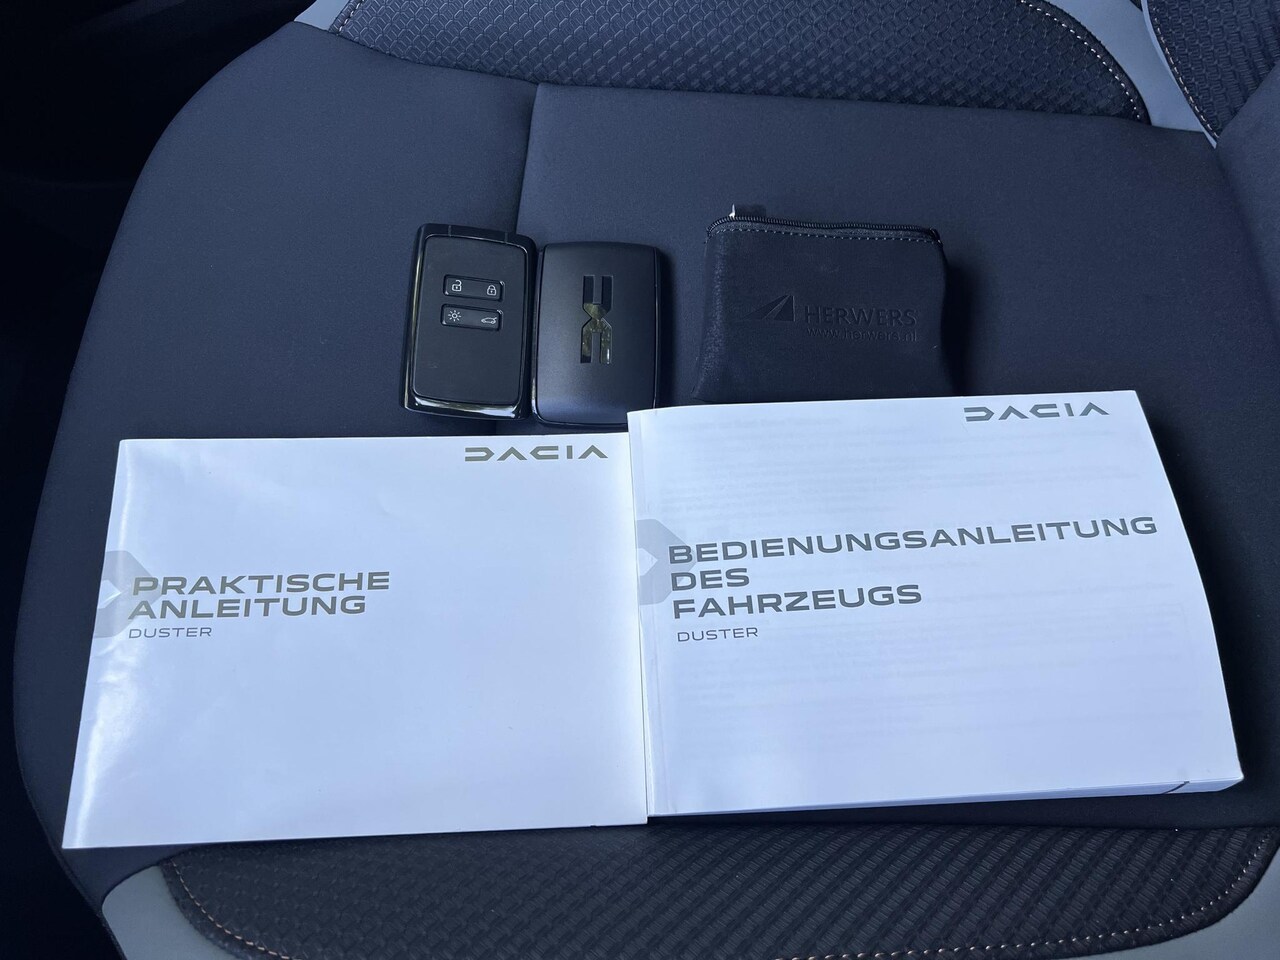 HERWERS
www.herwers.nl
DACIA
PRAKTISCHE
ANLEITUNG
DUSTER
DACIA
BEDIENUNGSANLEITUNG
DES
FAHRZEUGS
DUSTER